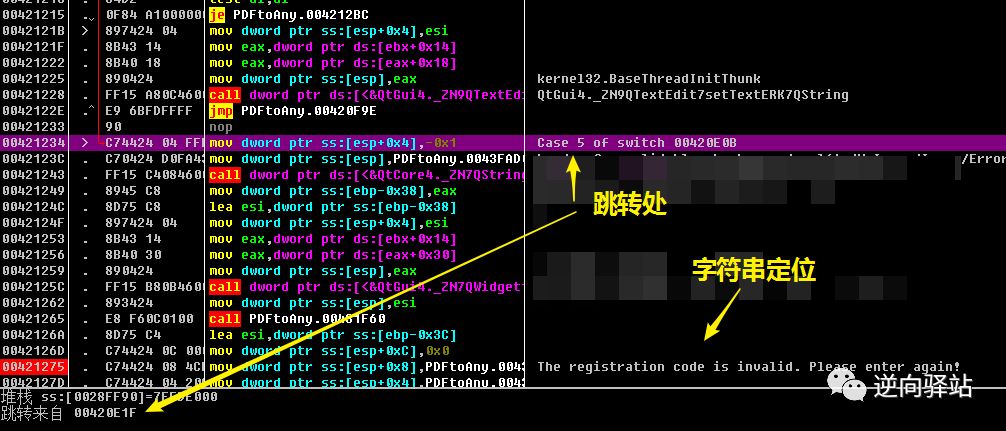 test dl,dl
00421215 . 0F84 A1000000 je PDFtoAny.004212BC
0042121B > 897424 04 mov dword ptr ss:[esp+0x4],esi
0042121F . 8B43 14 mov eax,dword ptr ds:[ebx+0x14]
00421222 . 8B40 18 mov eax,dword ptr ds:[eax+0x18]
00421225 . 890424 mov dword ptr ss:[esp],eax kernel32.BaseThreadInitThunk
00421228 . FF15 A80C4600 call dword ptr ds:[<&QtGui4._ZN9QTextEdi QtGui4._ZN9QTextEdit7setTextERK7QString
0042122E .^ E9 6BFDFFFF jmp PDFtoAny.00420F9E
00421233 90 nop
00421234 > C74424 04 FFF mov dword ptr ss:[esp+0x4],-0x1 Case 5 of switch 00420E0B
0042123C . C70424 D0FA43 mov dword ptr ss:[esp],PDFtoAny.0043FAD0 /Error
00421243 . FF15 C4084600 call dword ptr ds:[<&QtCore4._ZN7QString
00421249 . 8945 C8 mov dword ptr ss:[ebp-0x38],eax
0042124C . 8D75 C8 lea esi,dword ptr ss:[ebp-0x38]
0042124F . 897424 04 mov dword ptr ss:[esp+0x4],esi
00421253 . 8B43 14 mov eax,dword ptr ds:[ebx+0x14]
00421256 . 8B40 30 mov eax,dword ptr ds:[eax+0x30]
00421259 . 890424 mov dword ptr ss:[esp],eax
0042125C . FF15 B80B4600 call dword ptr ds:[<&QtGui4._ZN7QWidget
00421262 . 893424 mov dword ptr ss:[esp],esi
00421265 . E8 F60C0100 call PDFtoAny.00431F60
0042126A . 8D75 C4 lea esi,dword ptr ss:[ebp-0x3C]
0042126D . C74424 0C 000 mov dword ptr ss:[esp+0xC],0x0
00421275 . C74424 08 4C mov dword ptr ss:[esp+0x8],PDFtoAny.0043 The registration code is invalid. Please enter again!
0042127D . C74424 04 20 mov dword ptr ss:[esp+0x4],PDFtoAny.0043
跳转处
字符串定位
堆栈 ss:[0028FF90]=7EFDE000
跳转来自 00420E1F
逆向驿站